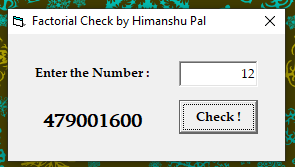 Factorial Check by Himanshu Pal
Enter the Number :
12
479001600
Check !